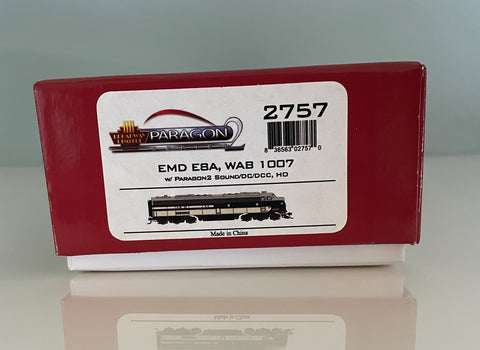 BROADWAY
LIMITED
PARAGON
2757
8 36563 02757 0
EMD E8A, WAB 1007
w/ Paragon2 Sound/DC/DCC, HO
Made in China